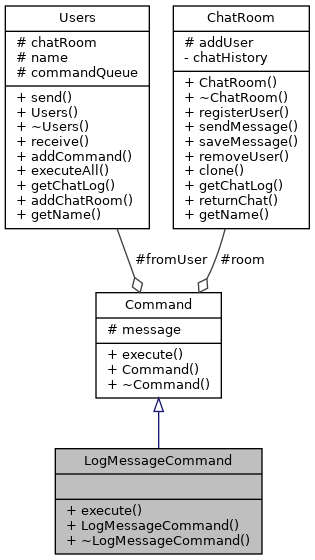 Users
# chatRoom
# name
# commandQueue
+ send()
+ Users()
+ ~Users()
+ receive()
+ addCommand()
+ executeAll()
+ getChatLog()
+ addChatRoom()
+ getName()
ChatRoom
# addUser
- chatHistory
+ ChatRoom()
+ ~ChatRoom()
+ registerUser()
+ sendMessage()
+ saveMessage()
+ removeUser()
+ clone()
+ getChatLog()
+ returnChat()
+ getName()
#fromUser
#room
Command
# message
+ execute()
+ Command()
+ ~Command()
LogMessageCommand
+ execute()
+ LogMessageCommand()
+ ~LogMessageCommand()